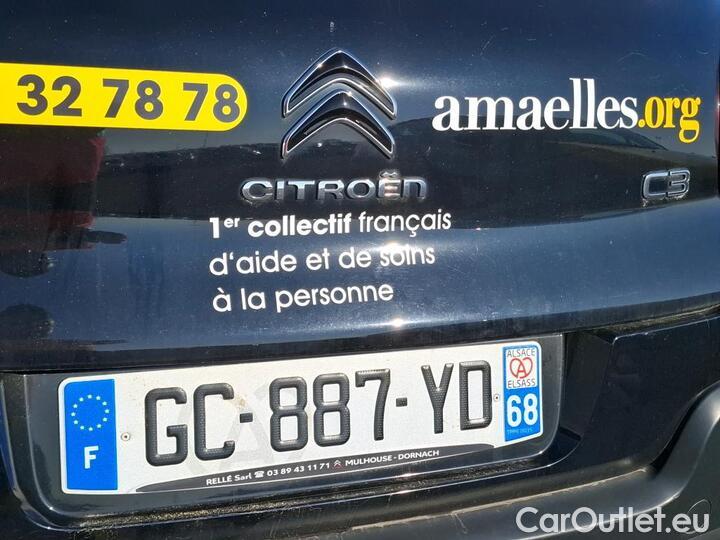 32 78 78
amaelles.org
CITROËN
C3
1er collectif français
d'aide et de soins
à la personne
ALSACE
ELSASS
F
GC-887-YD
68
RELLÉ Sarl ☎ 03 89 43 11 71 MULHOUSE - DORNACH
CarOutlet.eu